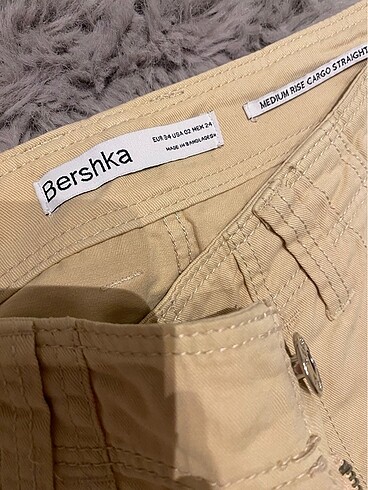 Bershka
EUR 34 USA 02 MEX 24
MADE IN BANGLADESH
MEDIUM RISE CARGO STRAIGHT